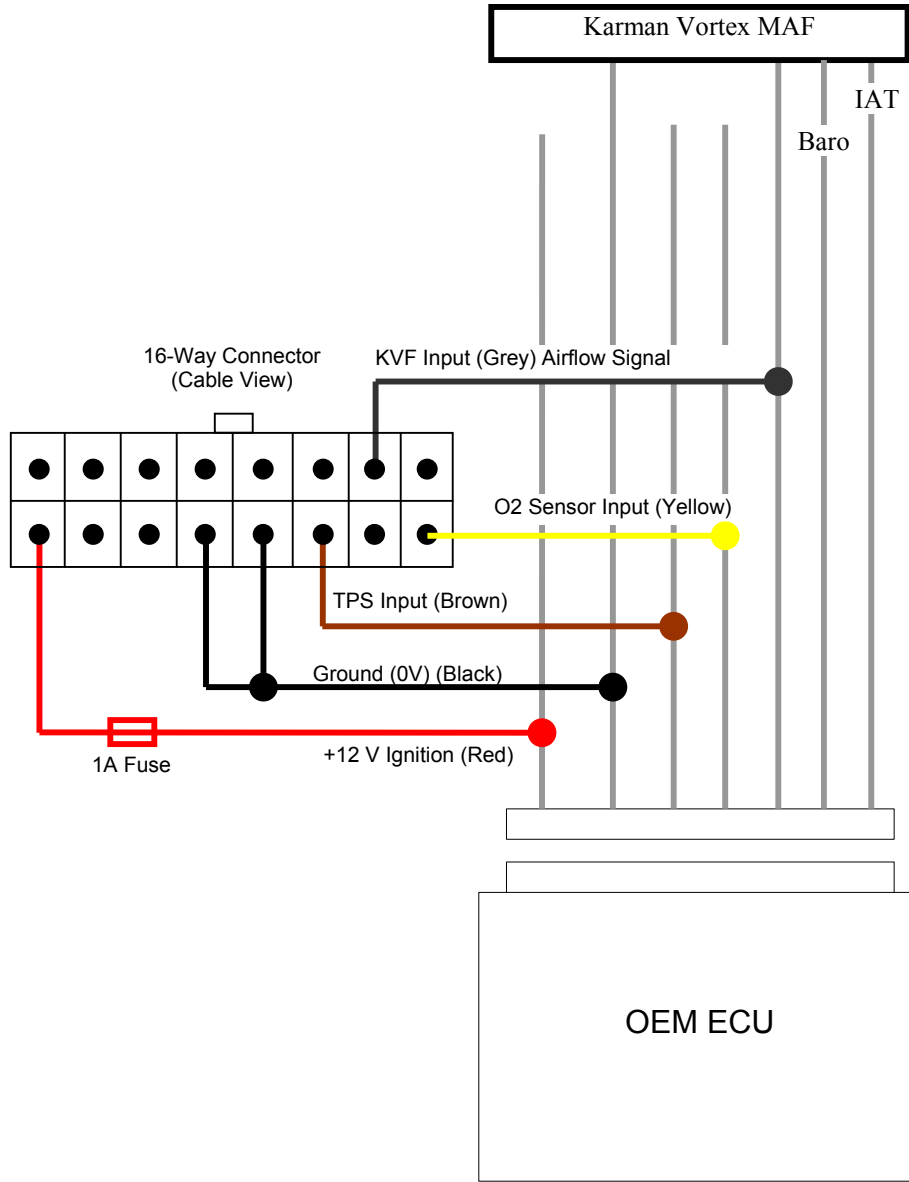 Karman Vortex MAF
IAT
Baro
16-Way Connector
(Cable View)
KVF Input (Grey) Airflow Signal
O2 Sensor Input (Yellow)
TPS Input (Brown)
Ground (0V) (Black)
+12 V Ignition (Red)
1A Fuse
OEM ECU